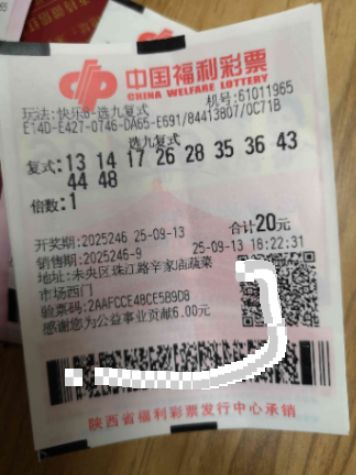 中国福利彩票
CHINA WELFARE LOTTERY
玩法:快乐8-选九复式 机号:61011965
E14D-E427-0746-DA65-E691/84413807/0C71B
选九复式
复式:13 14 17 26 28 35 36 43
44 48
倍数:1
合计20元
开奖期:2025246 25-09-13
销售期:2025246-9 25-09-13 18:22:31
地址:未央区珠江路辛家庙蔬菜
市场西门
验票码:2AAFCCE48CE5B9D8
感谢您为公益事业贡献6.00元
陕西省福利彩票发行中心承销